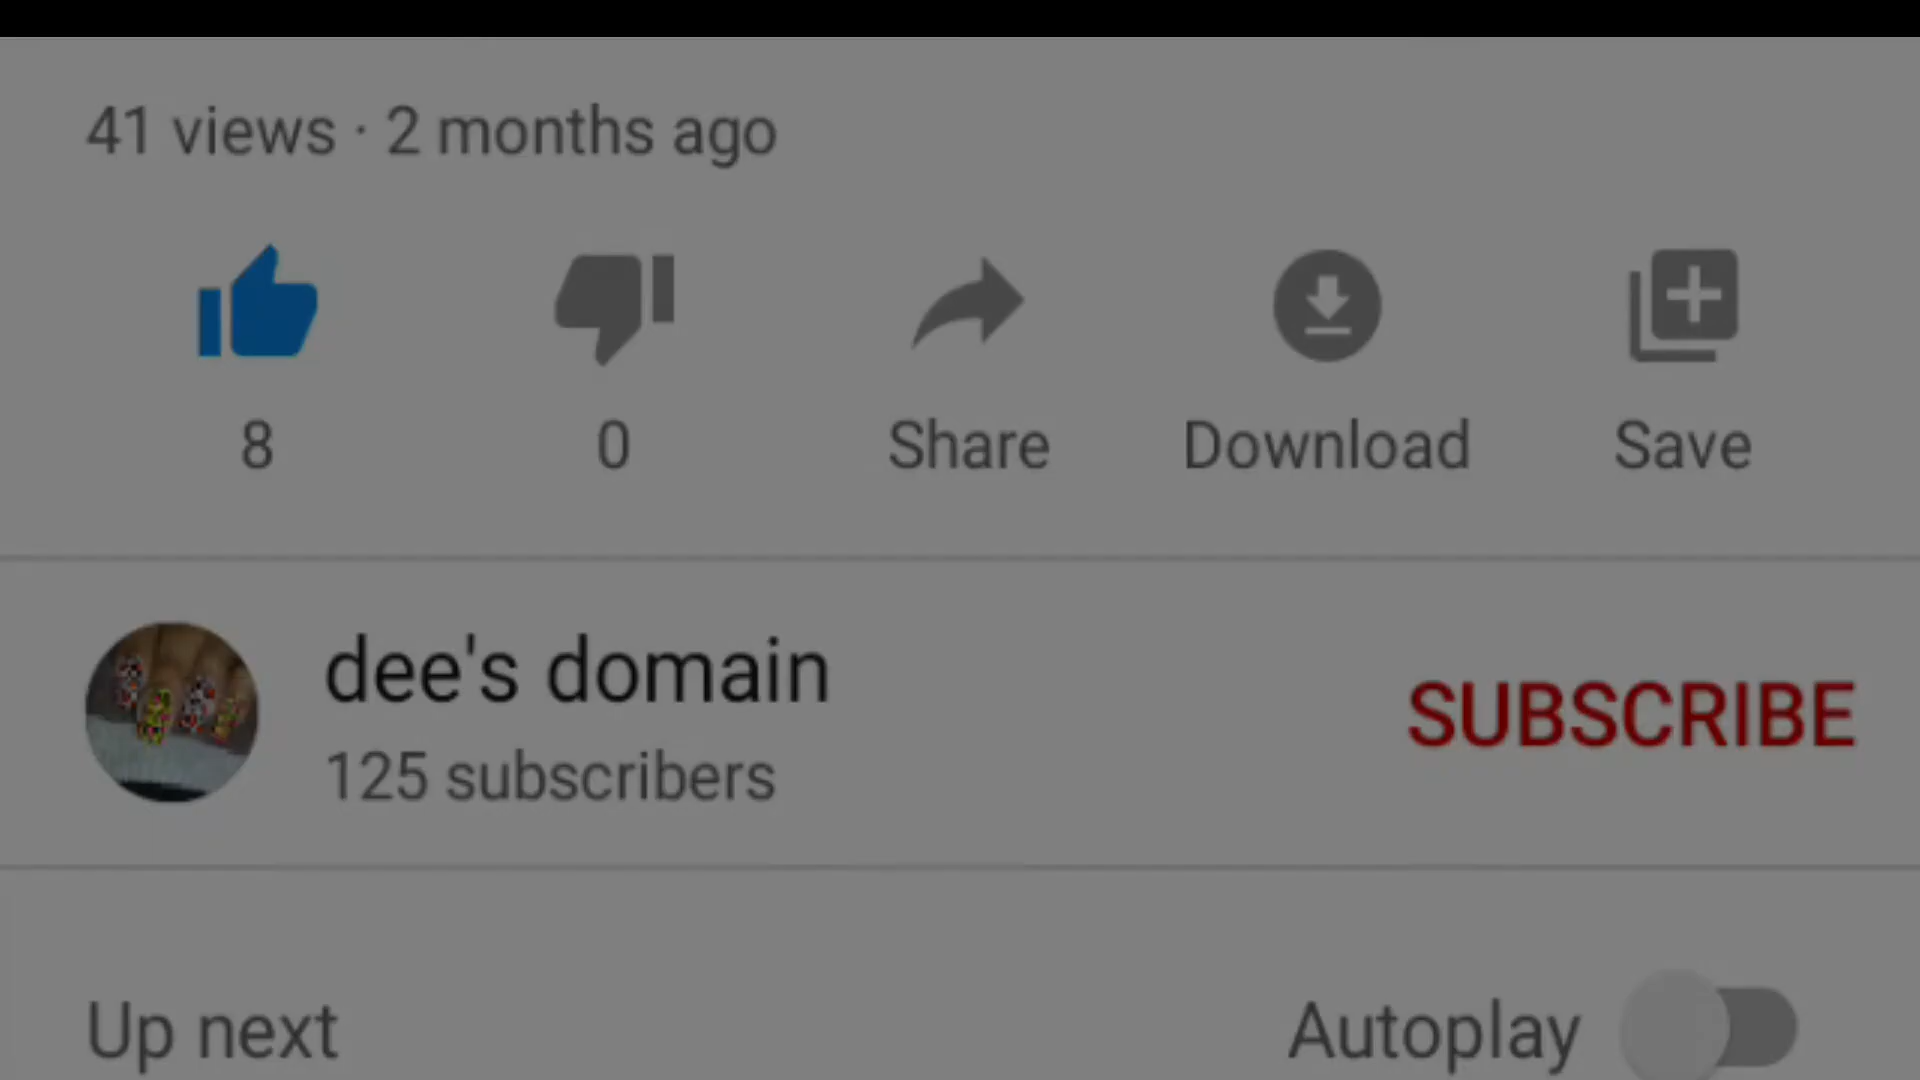 41 views · 2 months ago
8
0
Share
Download
Save
dee's domain
125 subscribers
SUBSCRIBE
Up next
Autoplay